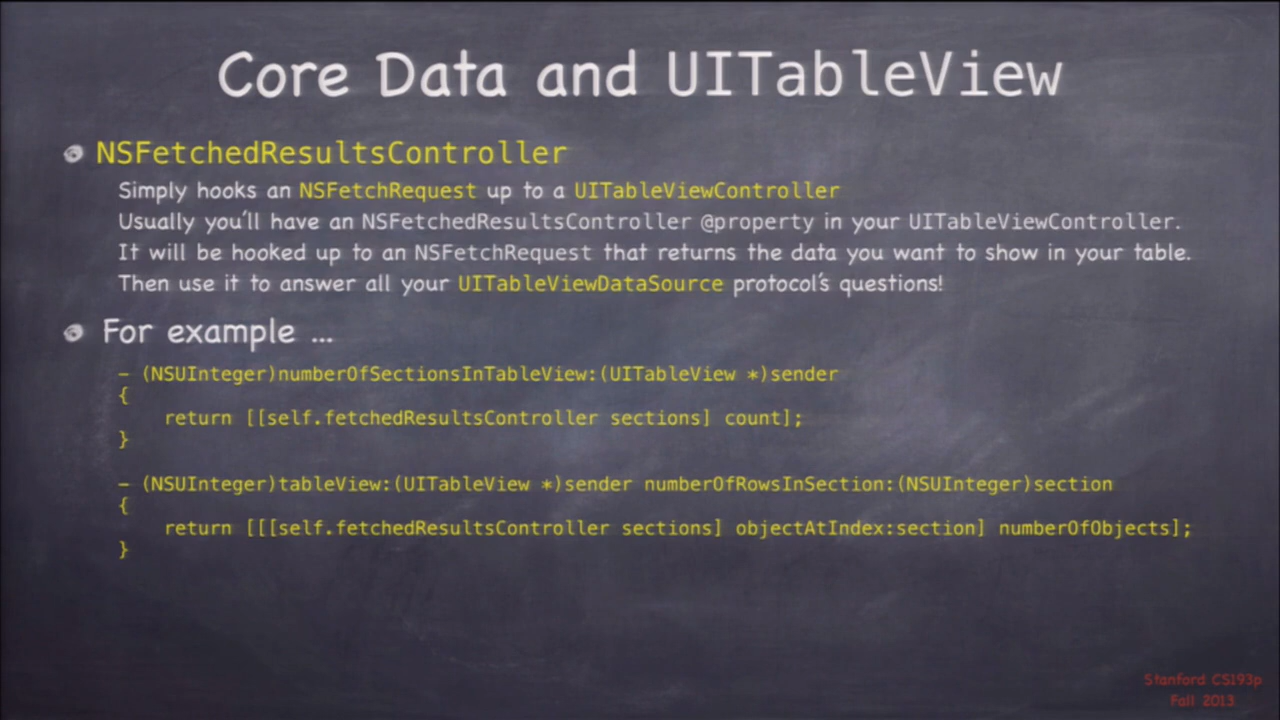 Core Data and UITableView
NSFetchedResultsController
Simply hooks an NSFetchRequest up to a UITableViewController
Usually you'll have an NSFetchedResultsController @property in your UITableViewController.
It will be hooked up to an NSFetchRequest that returns the data you want to show in your table.
Then use it to answer all your UITableViewDataSource protocol's questions!
For example ...
- (NSUInteger)numberOfSectionsInTableView:(UITableView *)sender
{
return [[self.fetchedResultsController sections] count];
}
- (NSUInteger)tableView:(UITableView *)sender numberOfRowsInSection:(NSUInteger)section
{
return [[[self.fetchedResultsController sections] objectAtIndex:section] numberOfObjects];
}
Stanford CS193p
Fall 2013